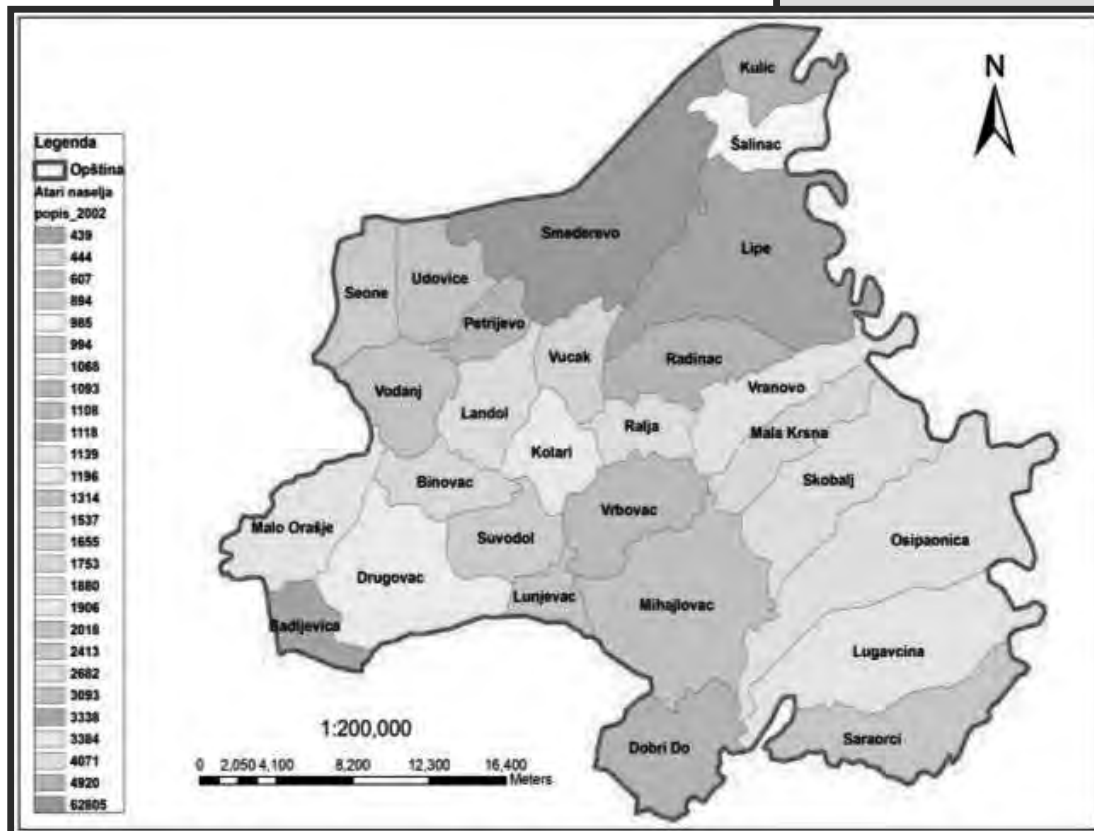 N
Kulic
Šalinac
Legenda
Opština
Atari naselja
popis_2002
439
444
607
894
985
994
1068
1093
1108
1118
1139
1196
1314
1537
1655
1753
1880
1906
2016
2413
2682
3093
3338
3384
4071
4920
62805
Smederevo
Lipe
Udovice
Seone
Petrijevo
Vucak
Radinac
Vranovo
Vodanj
Landol
Ralja
Mala Krsna
Kolari
Binovac
Skobalj
Vrbovac
Malo Orašje
Suvodol
Osipaonica
Drugovac
Lunjevac
Mihajlovac
Badljevica
Lugavcina
1:200,000
Dobri Do
Saraorci
0 2,050 4,100 8,200 12,300 16,400
Meters